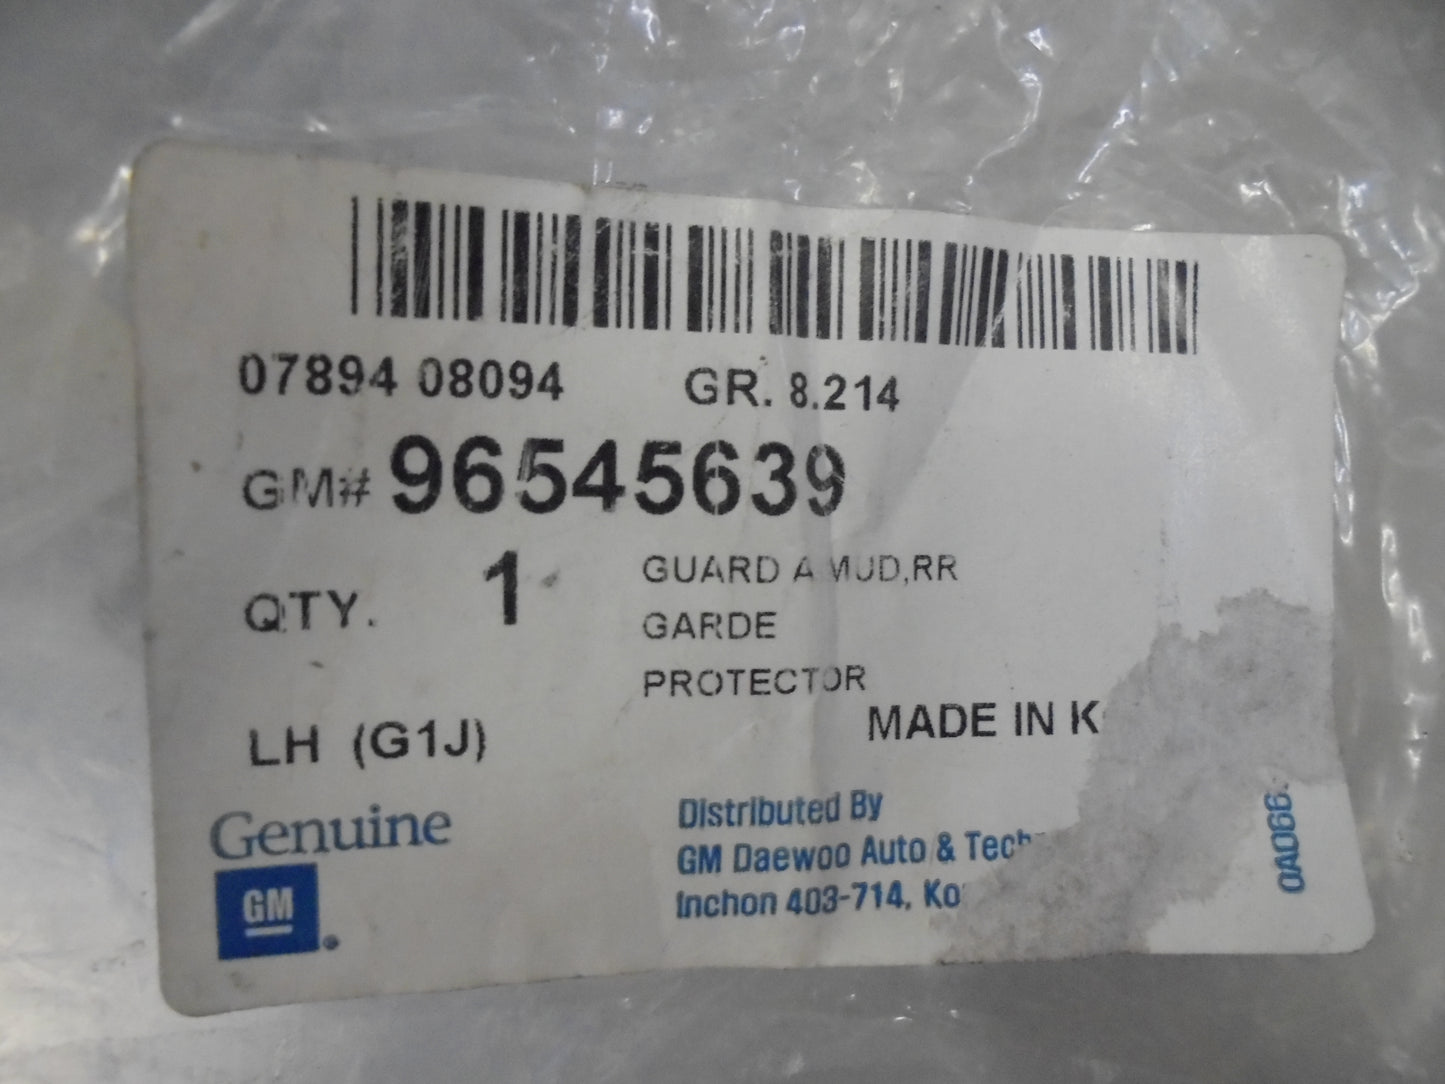 07894 08094 GR. 8.214
GM# 96545639
QTY. 1 GUARD A MUD,RR
GARDE
PROTECTOR
LH (G1J) MADE IN K
Genuine
GM
Distributed By
GM Daewoo Auto & Tech
Inchon 403-714, Ko
0AD66